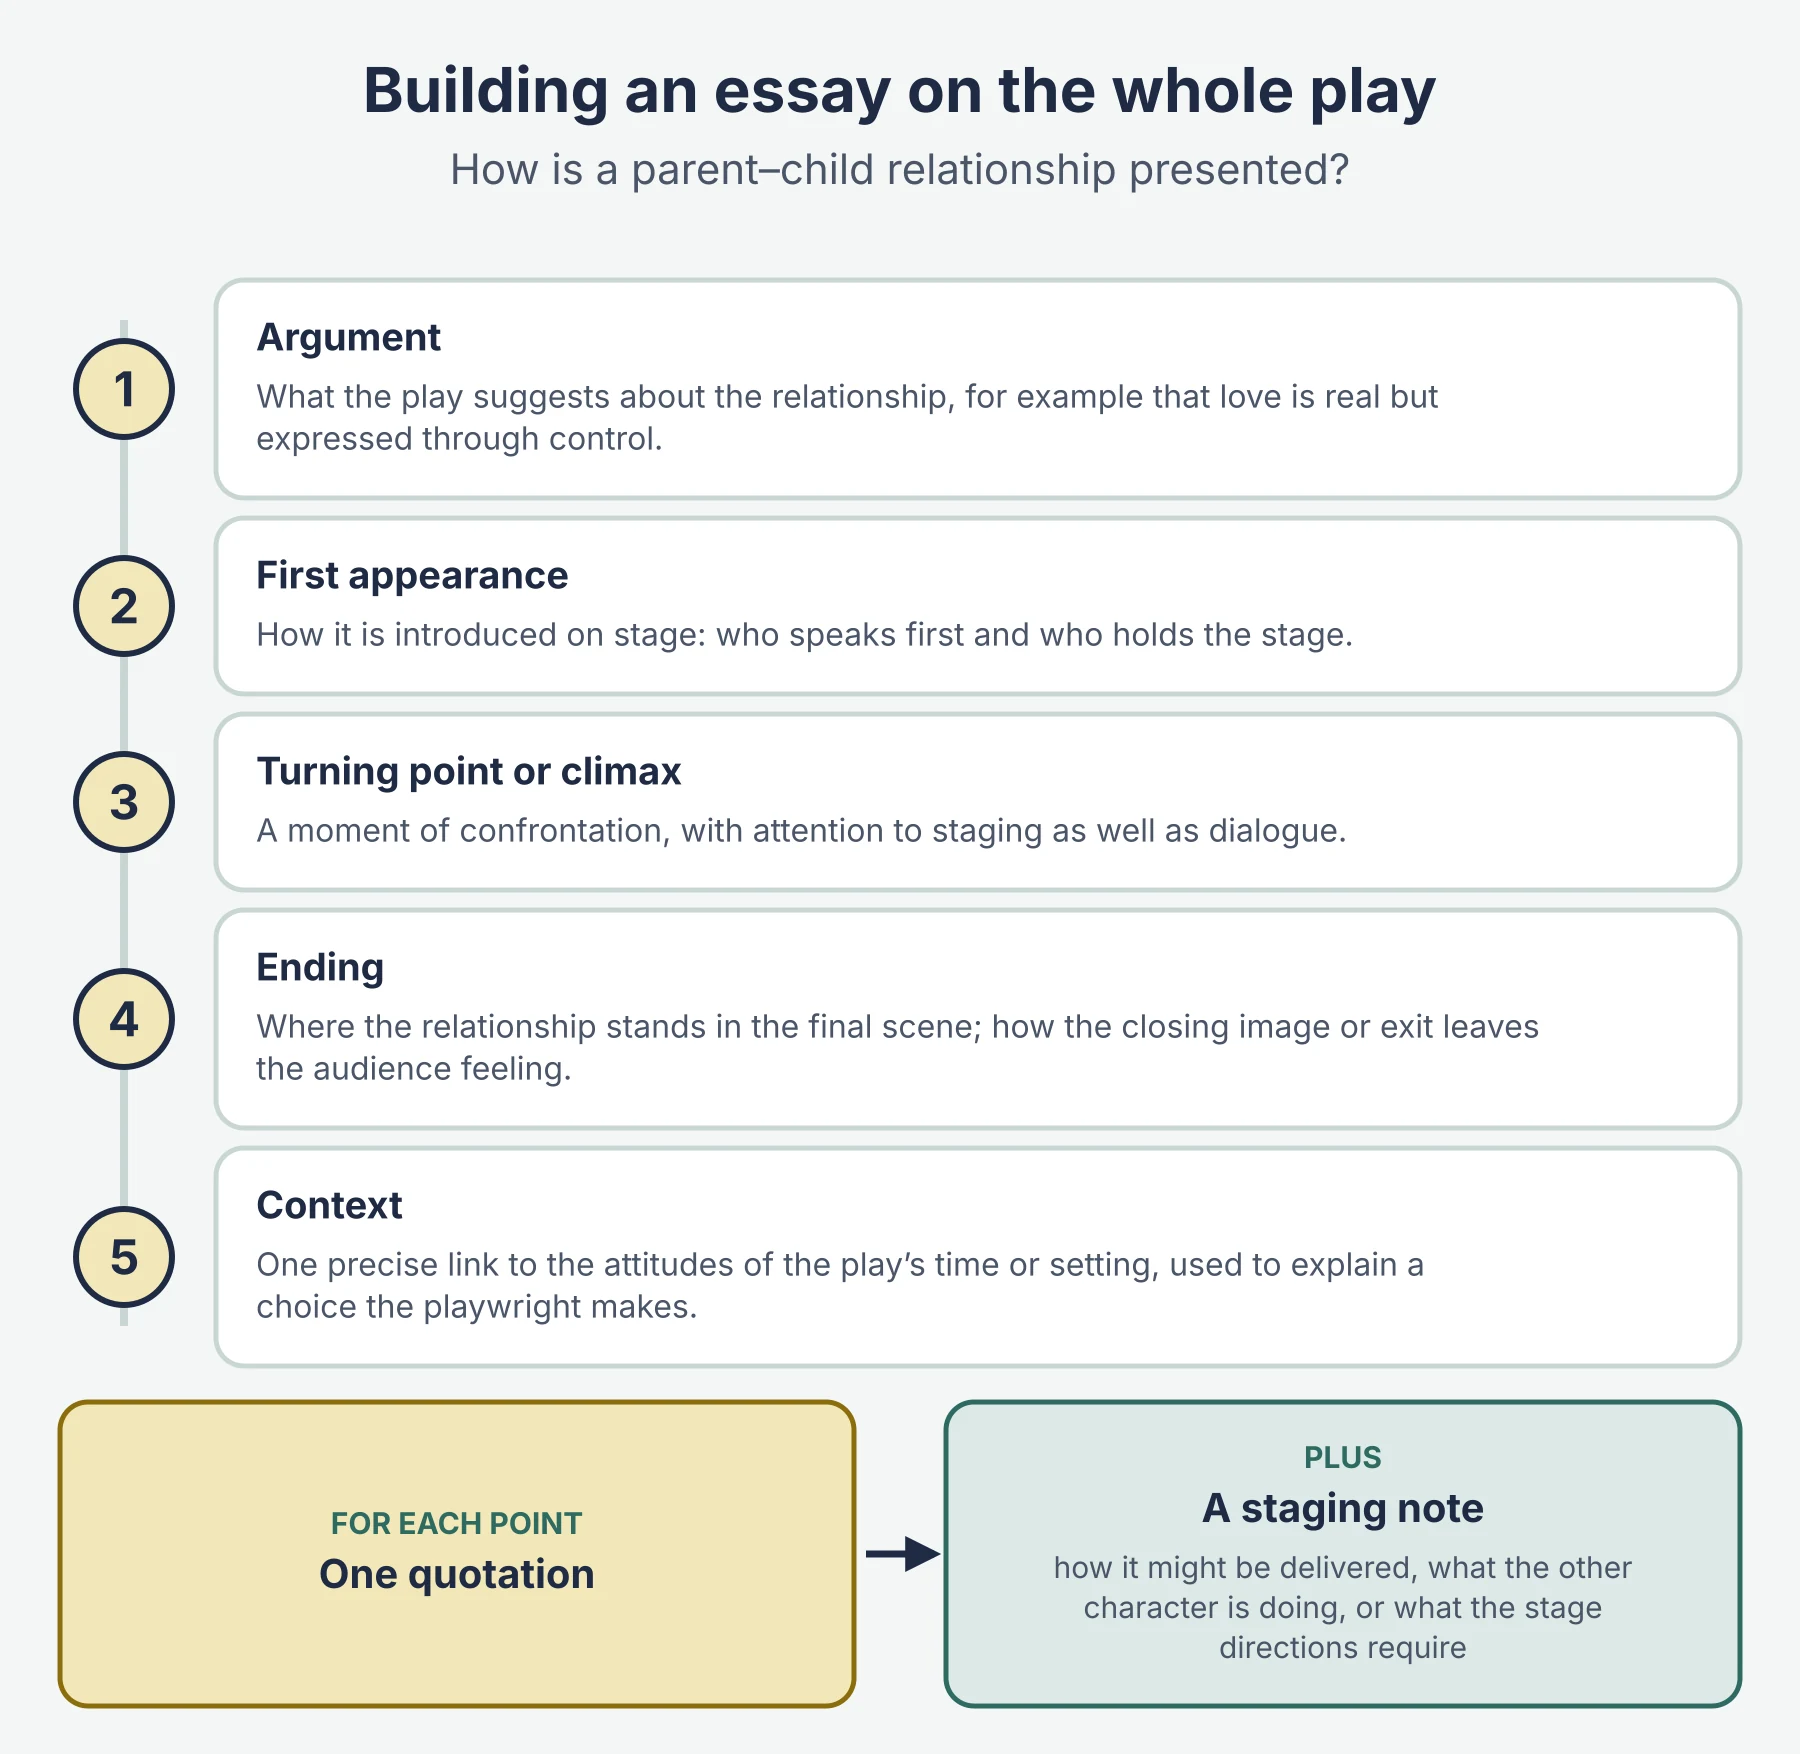 Building an essay on the whole play
How is a parent–child relationship presented?
1
Argument
What the play suggests about the relationship, for example that love is real but
expressed through control.
2
First appearance
How it is introduced on stage: who speaks first and who holds the stage.
3
Turning point or climax
A moment of confrontation, with attention to staging as well as dialogue.
4
Ending
Where the relationship stands in the final scene; how the closing image or exit leaves
the audience feeling.
5
Context
One precise link to the attitudes of the play’s time or setting, used to explain a
choice the playwright makes.
FOR EACH POINT
One quotation
PLUS
A staging note
how it might be delivered, what the other
character is doing, or what the stage
directions require